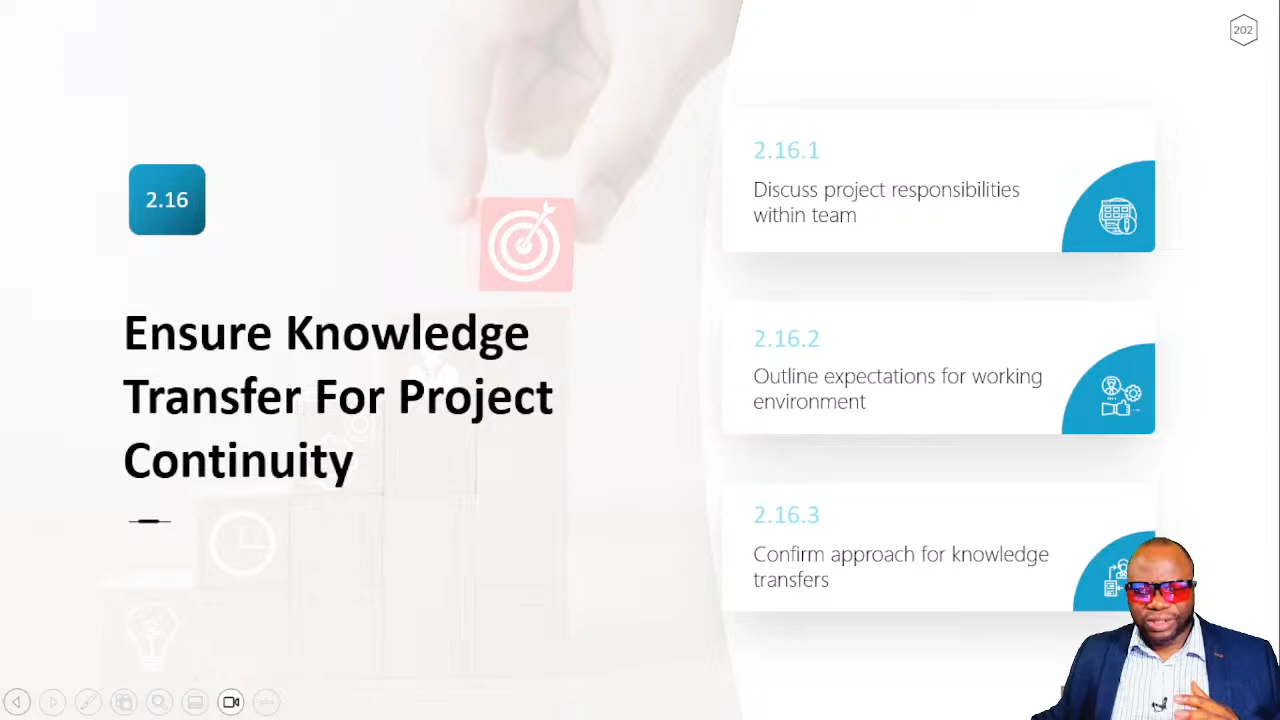 202
2.16
Ensure Knowledge
Transfer For Project
Continuity
2.16.1
Discuss project responsibilities
within team
2.16.2
Outline expectations for working
environment
2.16.3
Confirm approach for knowledge
transfers